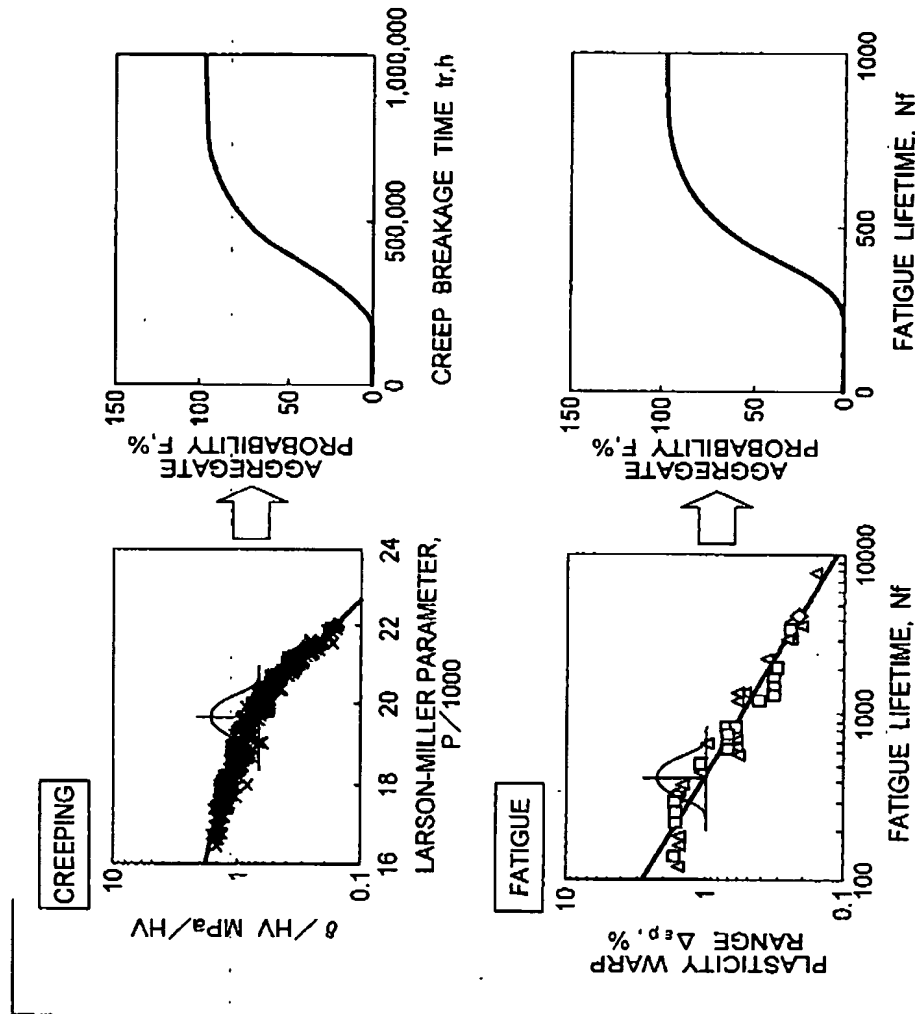 CREEPING
δ/HV MPa/HV
10
1
0.1
16
18
20
22
24
LARSON-MILLER PARAMETER,
P/1000
AGGREGATE
PROBABILITY F,%
150
100
50
0
0
500,000
1,000,000
CREEP BREAKAGE TIME tr,h
FATIGUE
PLASTICITY WARP
RANGE Δεp, %
10
1
0.1
100
1000
10000
FATIGUE LIFETIME, Nf
AGGREGATE
PROBABILITY F,%
150
100
50
0
0
500
1000
FATIGUE LIFETIME, Nf